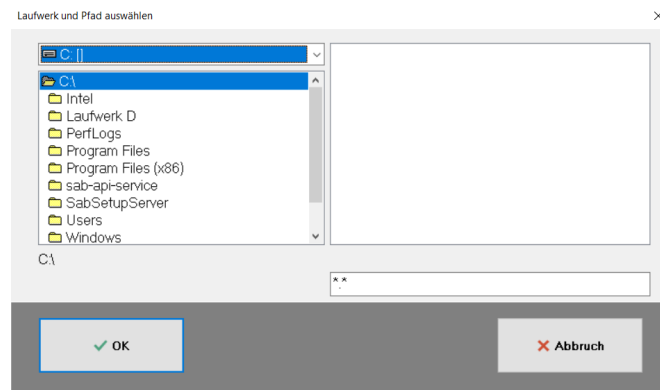 Laufwerk und Pfad auswählen
C: []
C:\
Intel
Laufwerk D
PerfLogs
Program Files
Program Files (x86)
sab-api-service
SabSetupServer
Users
Windows
C:\
*.*
OK
Abbruch